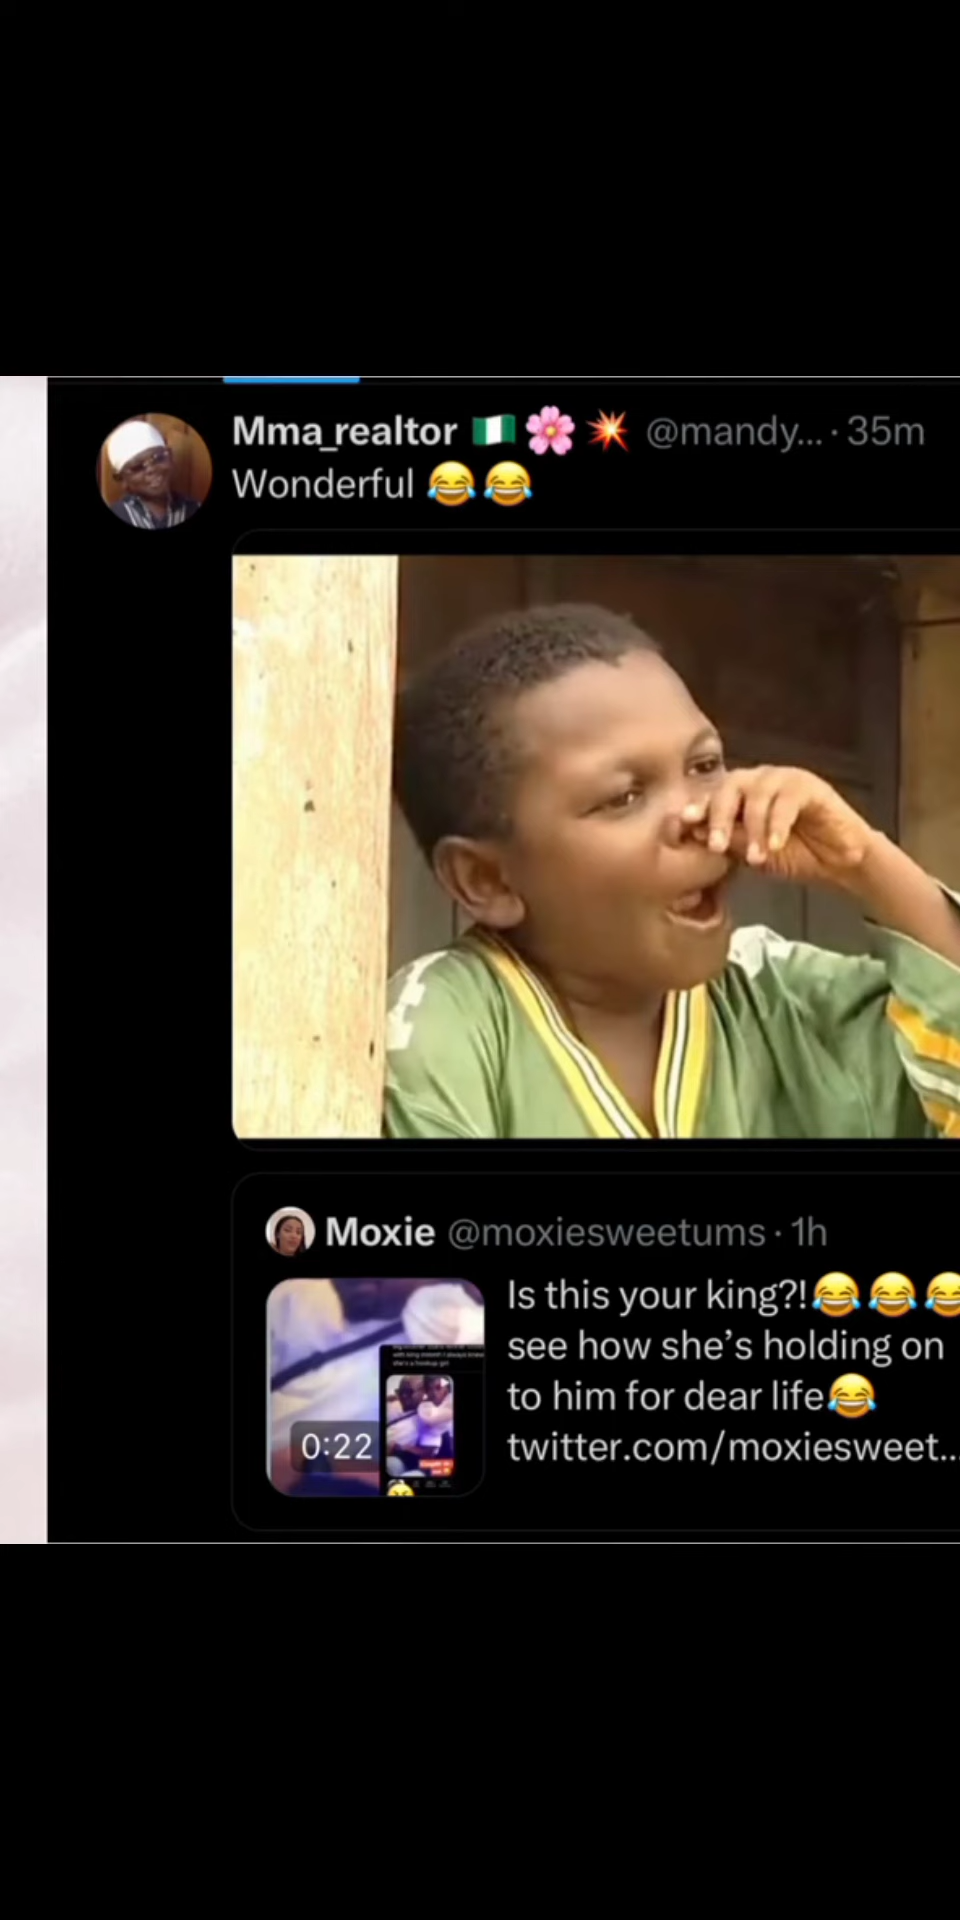 Mma_realtor 🇳🇬🌸💥 @mandy... · 35m
Wonderful 😂😂
Moxie @moxiesweetums · 1h
Is this your king?!😂😂😂
see how she's holding on
to him for dear life😂
twitter.com/moxiesweet...
0:22